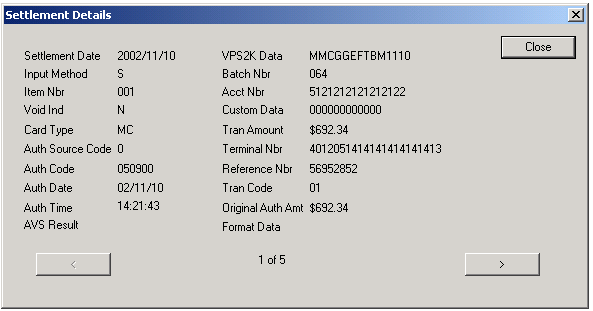 Settlement Details
Close
Settlement Date 2002/11/10 VPS2K Data MMCGGEFTBM1110
Input Method S Batch Nbr 064
Item Nbr 001 Acct Nbr 5121212121212122
Void Ind N Custom Data 000000000000
Card Type MC Tran Amount $692.34
Auth Source Code 0 Terminal Nbr 4012051414141414141413
Auth Code 050900 Reference Nbr 56952852
Auth Date 02/11/10 Tran Code 01
Auth Time 14:21:43 Original Auth Amt $692.34
AVS Result Format Data
< 1 of 5 >